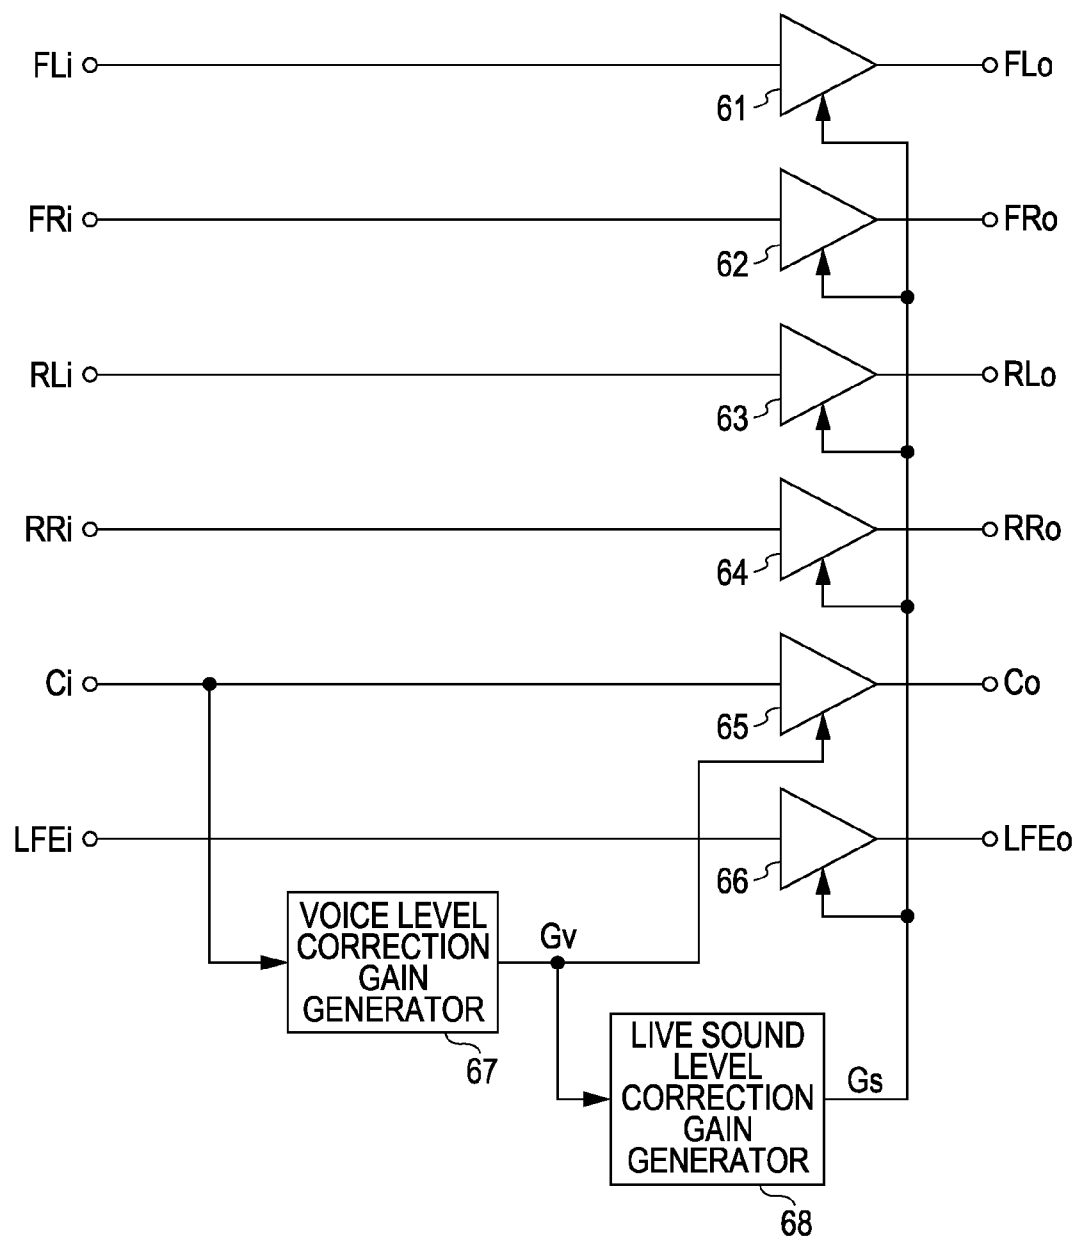 FLi
FLo
61
FRi
FRo
62
RLi
RLo
63
RRi
RRo
64
Ci
Co
65
LFEi
LFEo
66
VOICE LEVEL
CORRECTION
GAIN
GENERATOR
Gv
67
LIVE SOUND
LEVEL
CORRECTION
GAIN
GENERATOR
Gs
68